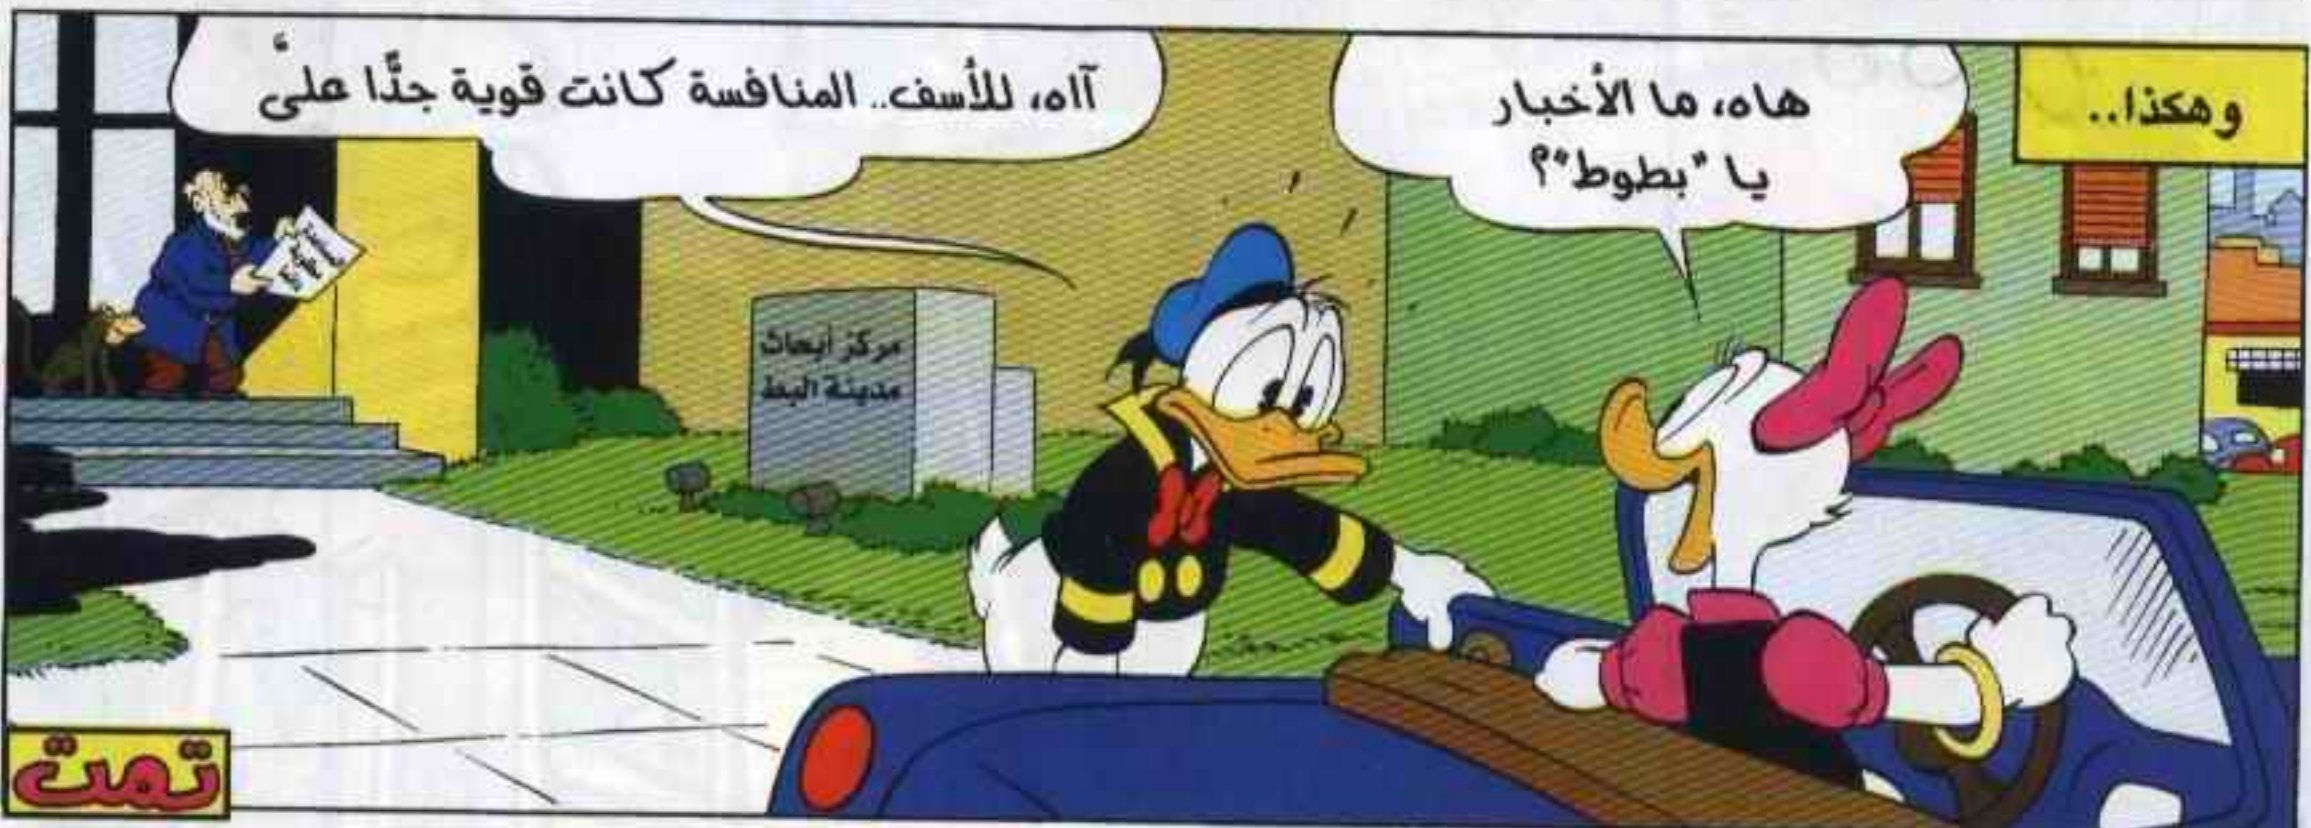 وهكذا..
هاه، ما الأخبار
يا "بطوط"؟
آاه، للأسف.. المنافسة كانت قوية جدًّا علىَّ
مركز أبحاث
مدينة البط
تمت